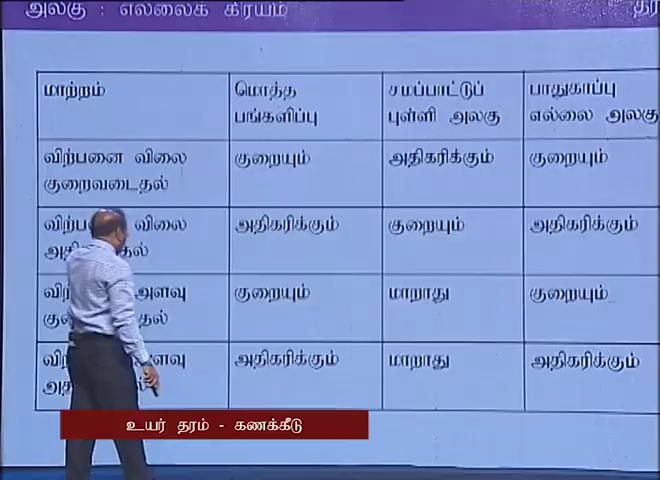 அலகு : எல்லைக் கிரயம்
மாற்றம் மொத்த பங்களிப்பு சமப்பாட்டுப் புள்ளி அலகு பாதுகாப்பு எல்லை அலகு
விற்பனை விலை குறைவடைதல் குறையும் அதிகரிக்கும் குறையும்
விலை அதிகரிக்கும் குறையும் அதிகரிக்கும்
அளவு குறையும் மாறாது குறையும்
அதிகரிக்கும் மாறாது அதிகரிக்கும்
உயர் தரம் - கணக்கீடு